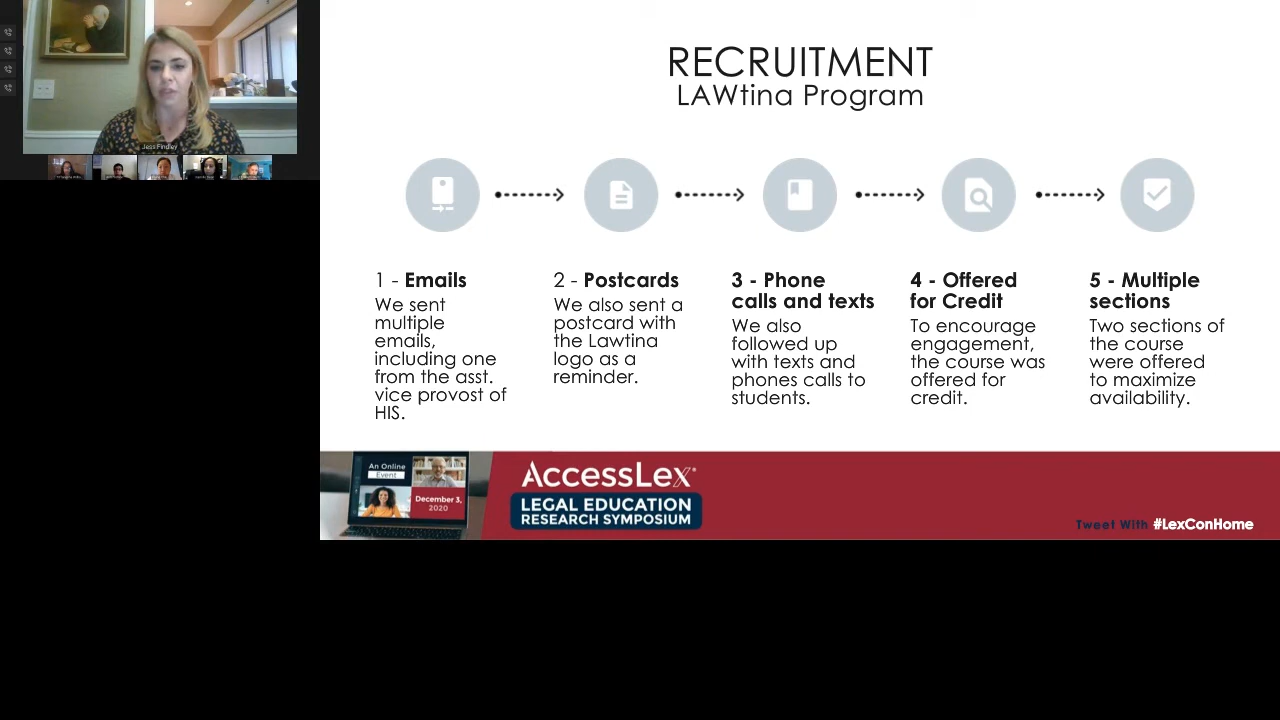 Jess Findley
RECRUITMENT
LAWtina Program
1 - Emails
We sent
multiple
emails,
including one
from the asst.
vice provost of
HIS.
2 - Postcards
We also sent a
postcard with
the Lawtina
logo as a
reminder.
3 - Phone
calls and texts
We also
followed up
with texts and
phones calls to
students.
4 - Offered
for Credit
To encourage
engagement,
the course was
offered for
credit.
5 - Multiple
sections
Two sections of
the course
were offered
to maximize
availability.
An Online
Event
December 3,
2020
AccessLex®
LEGAL EDUCATION
RESEARCH SYMPOSIUM
Tweet With #LexConHome